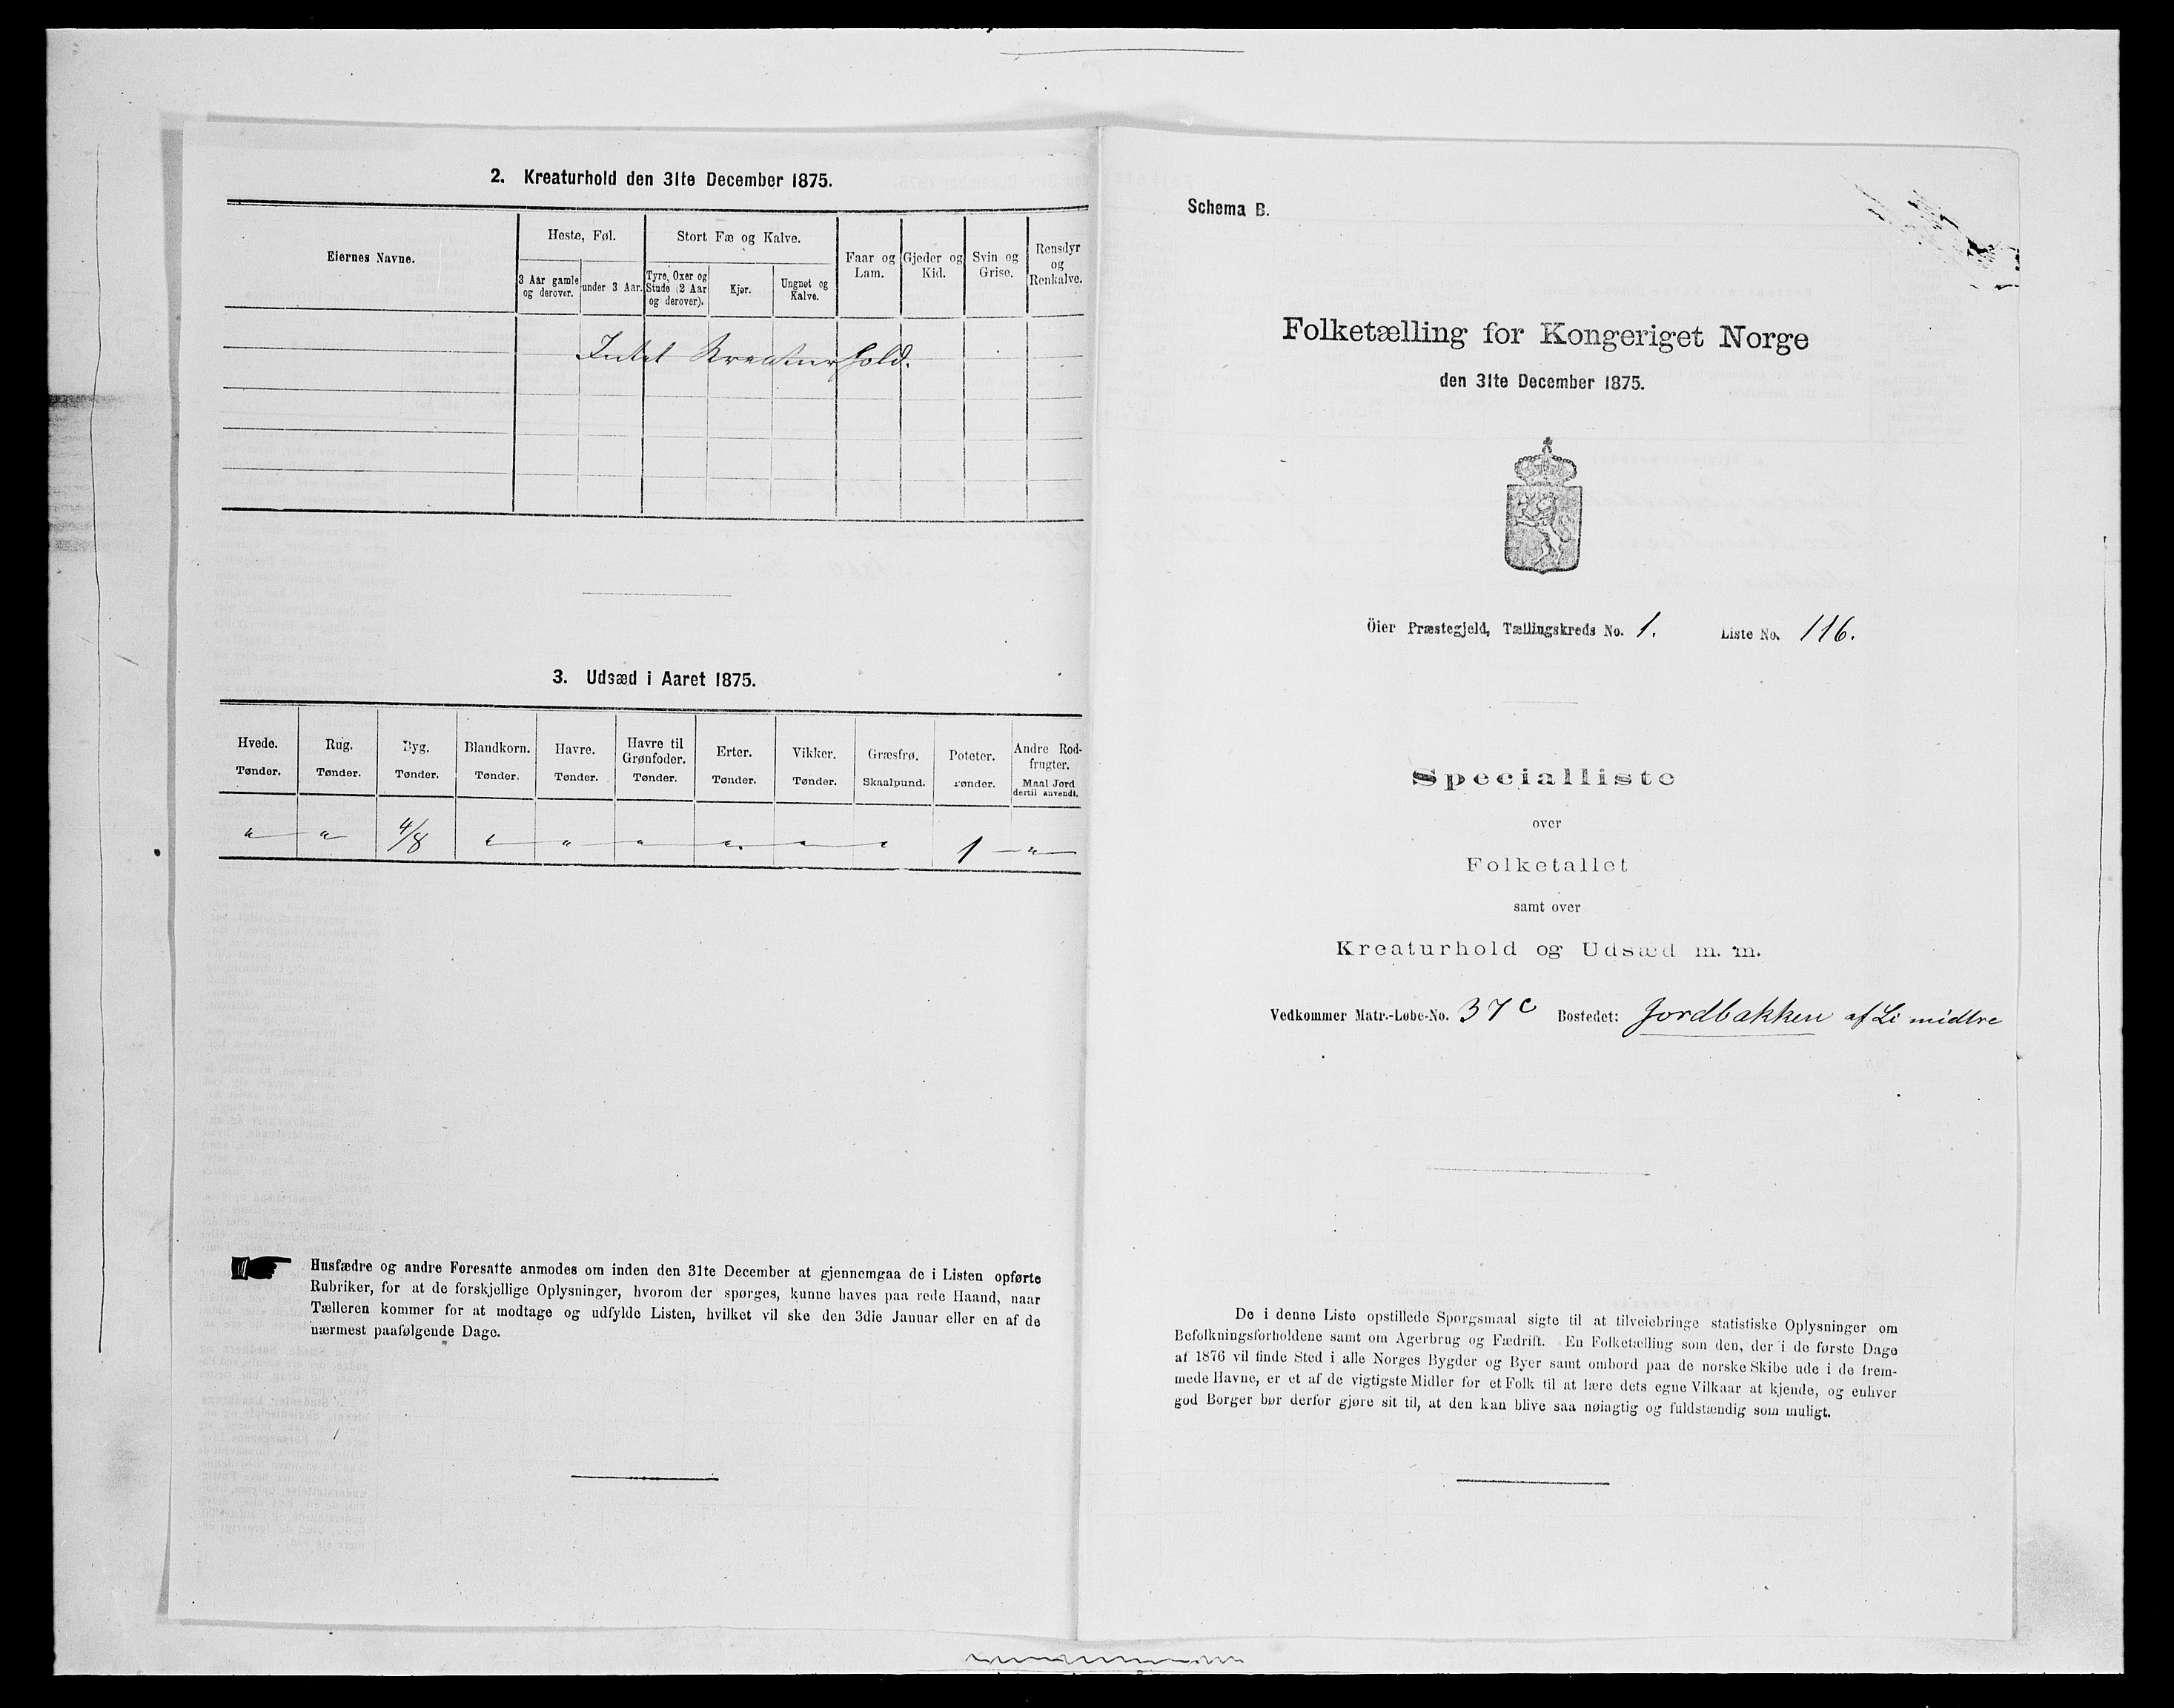 2. Kreaturhold den 31te December 1875.
Eiernes Navne.
Heste, Føl.
Stort Fæ og Kalve.
Faar og Lam.
Gjeder og Kid.
Svin og Grise.
Rensdyr og Renkalve.
3 Aar gamle og derover.
under 3 Aar.
Tyre, Oxer og Stude (2 Aar og derover).
Kjør.
Ungnøt og Kalve.
Intet Kreaturhold.
3. Udsæd i Aaret 1875.
Hvede. Rug. Byg. Blandkorn. Havre. Havre til Grønfoder. Erter. Vikker. Græsfrø. Poteter. Andre Rodfrugter.
Tønder. Tønder. Tønder. Tønder. Tønder. Tønder. Tønder. Tønder. Skaalpund. Tønder. Maal Jord dertil anvendt.
" " 4/8 " " " " " " 1 "
Husfædre og andre Foresatte anmodes om inden den 31te December at gjennemgaa de i Listen opførte
Rubriker, for at de forskjellige Oplysninger, hvorom der spørges, kunne haves paa rede Haand, naar
Tælleren kommer for at modtage og udfylde Listen, hvilket vil ske den 3die Januar eller en af de
nærmest paafølgende Dage.
Schema B.
Folketælling for Kongeriget Norge
den 31te December 1875.
Öier Præstegjeld, Tællingskreds No. 1. Liste No. 116.
Specialliste
over
Folketallet
samt over
Kreaturhold og Udsæd m. m.
Vedkommer Matr.-Løbe-No. 37c Bostedet: Jordbakken af Li midtre
De i denne Liste opstillede Spørgsmaal sigte til at tilveiebringe statistiske Oplysninger om
Befolkningsforholdene samt om Agerbrug og Fædrift. En Folketælling som den, der i de første Dage
af 1876 vil finde Sted i alle Norges Bygder og Byer samt ombord paa de norske Skibe ude i de frem-
mede Havne, er et af de vigtigste Midler for et Folk til at lære dets egne Vilkaar at kjende, og enhver
god Borger bør derfor gjøre sit til, at den kan blive saa nøiagtig og fuldstændig som muligt.